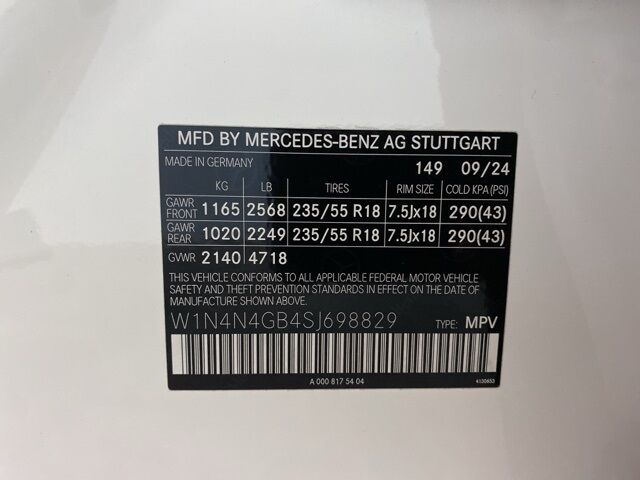 MFD BY MERCEDES-BENZ AG STUTTGART
MADE IN GERMANY 149 09/24
KG LB TIRES RIM SIZE COLD KPA (PSI)
GAWR FRONT 1165 2568 235/55 R18 7.5Jx18 290(43)
GAWR REAR 1020 2249 235/55 R18 7.5Jx18 290(43)
GVWR 2140 4718
THIS VEHICLE CONFORMS TO ALL APPLICABLE FEDERAL MOTOR VEHICLE
SAFETY AND THEFT PREVENTION STANDARDS IN EFFECT ON THE DATE
OF MANUFACTURE SHOWN ABOVE.
W1N4N4GB4SJ698829 TYPE: MPV
A 000 817 54 04